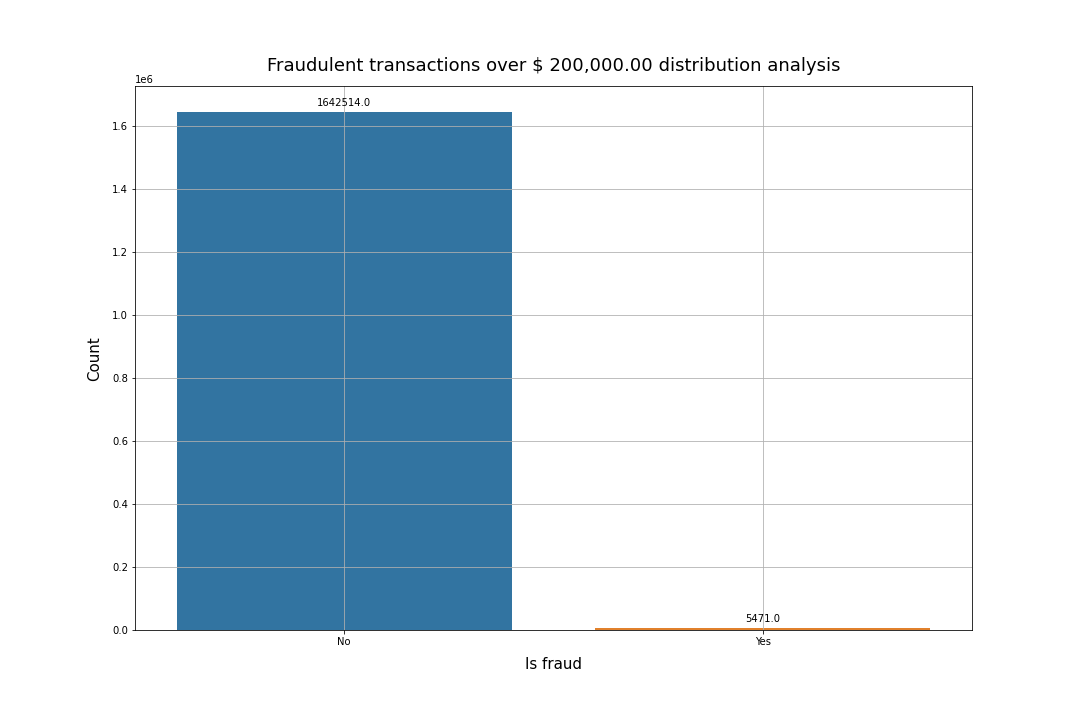 Fraudulent transactions over $ 200,000.00 distribution analysis
1e6
1642514.0
1.6
1.4
1.2
1.0
0.8
0.6
0.4
0.2
0.0
Count
5471.0
No
Yes
Is fraud